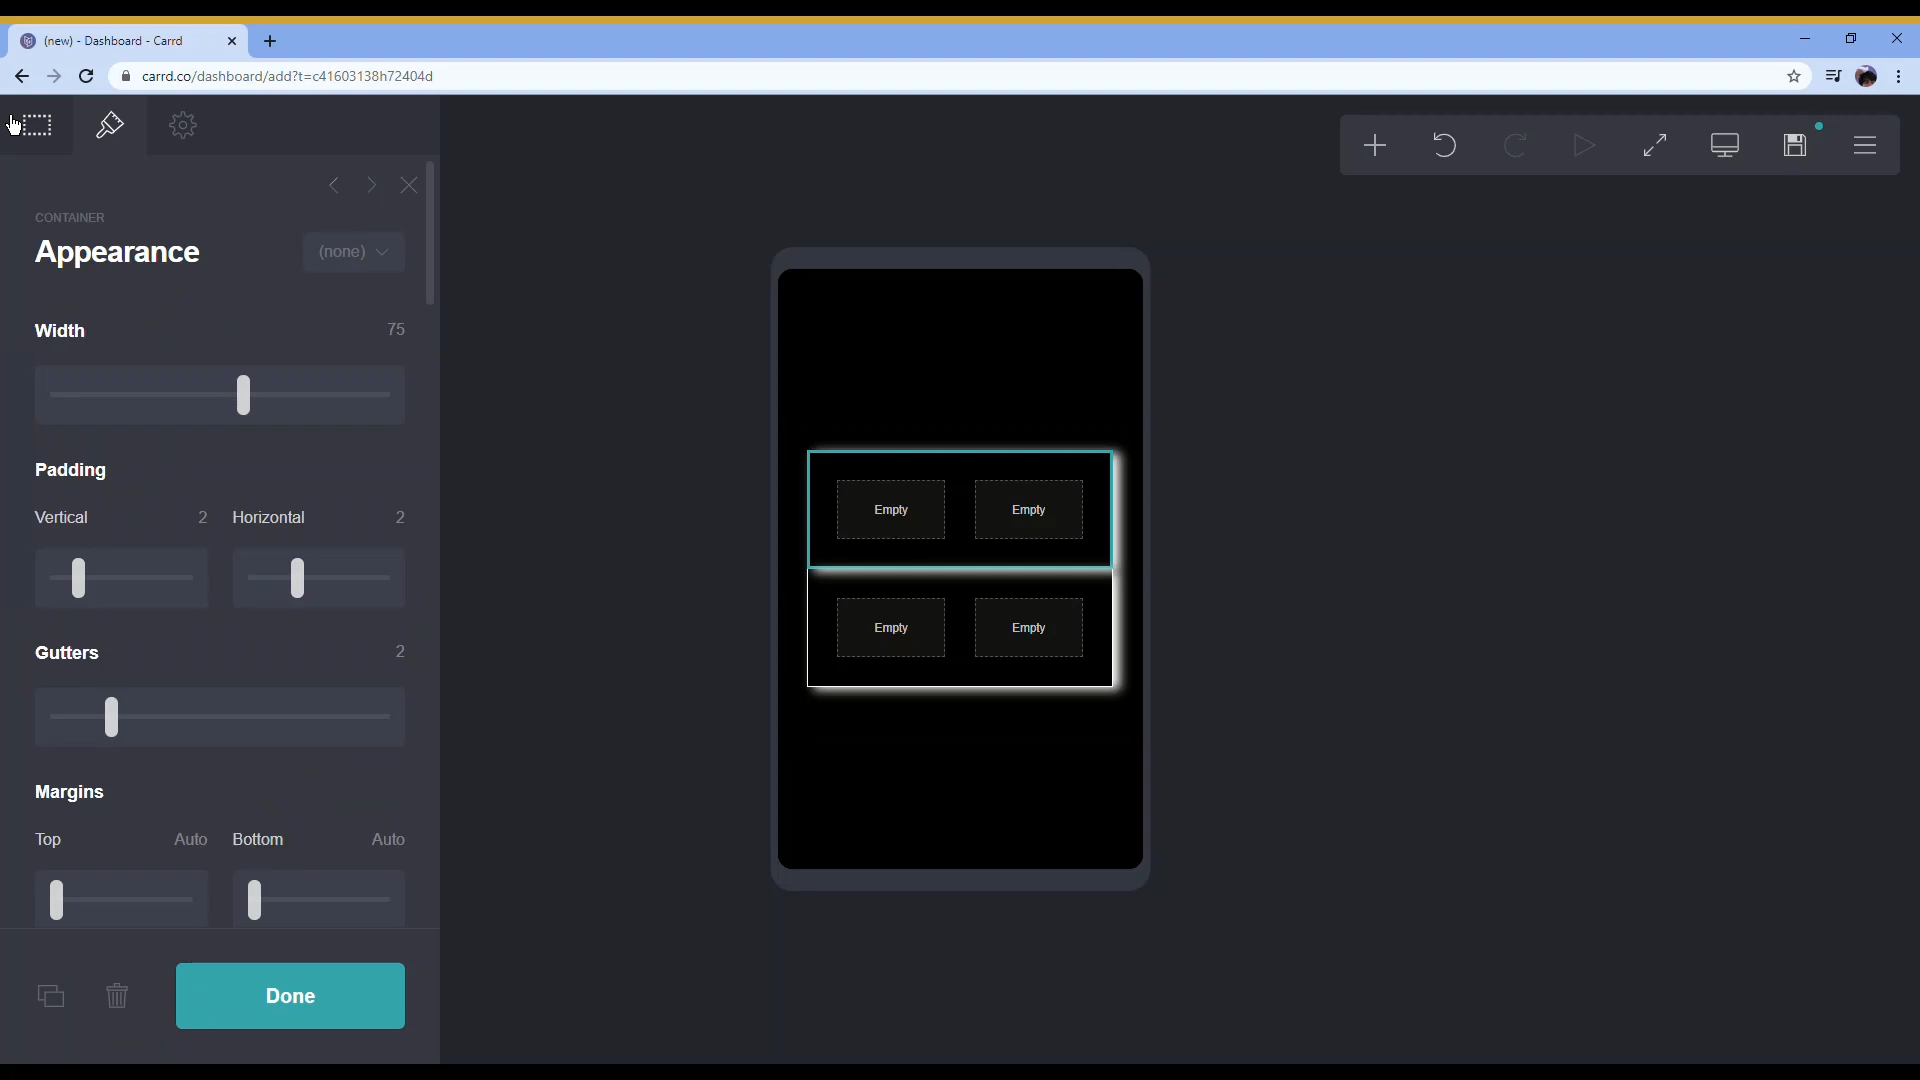 (new) - Dashboard - Carrd
carrd.co/dashboard/add?t=c41603138h72404d
CONTAINER
Appearance (none)
Width 75
Padding
Vertical 2 Horizontal 2
Gutters 2
Margins
Top Auto Bottom Auto
Done
Empty Empty
Empty Empty